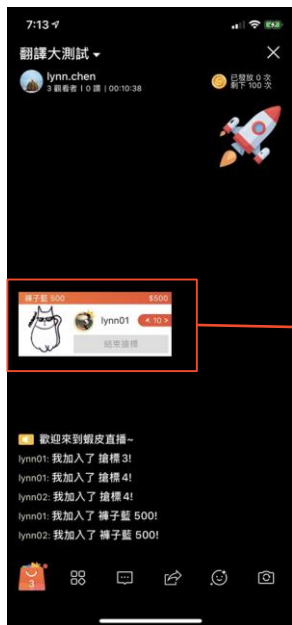 7:13
翻譯大測試
lynn.chen
3 觀看者 | 0 讚 | 00:10:38
已發放 0 次
剩下 100 次
褲子藍 500 $500
lynn01 < 10 >
結束搶標
歡迎來到蝦皮直播~
lynn01: 我加入了 搶標3!
lynn01: 我加入了 搶標4!
lynn02: 我加入了 搶標4!
lynn01: 我加入了 褲子藍 500!
lynn02: 我加入了 褲子藍 500!
3